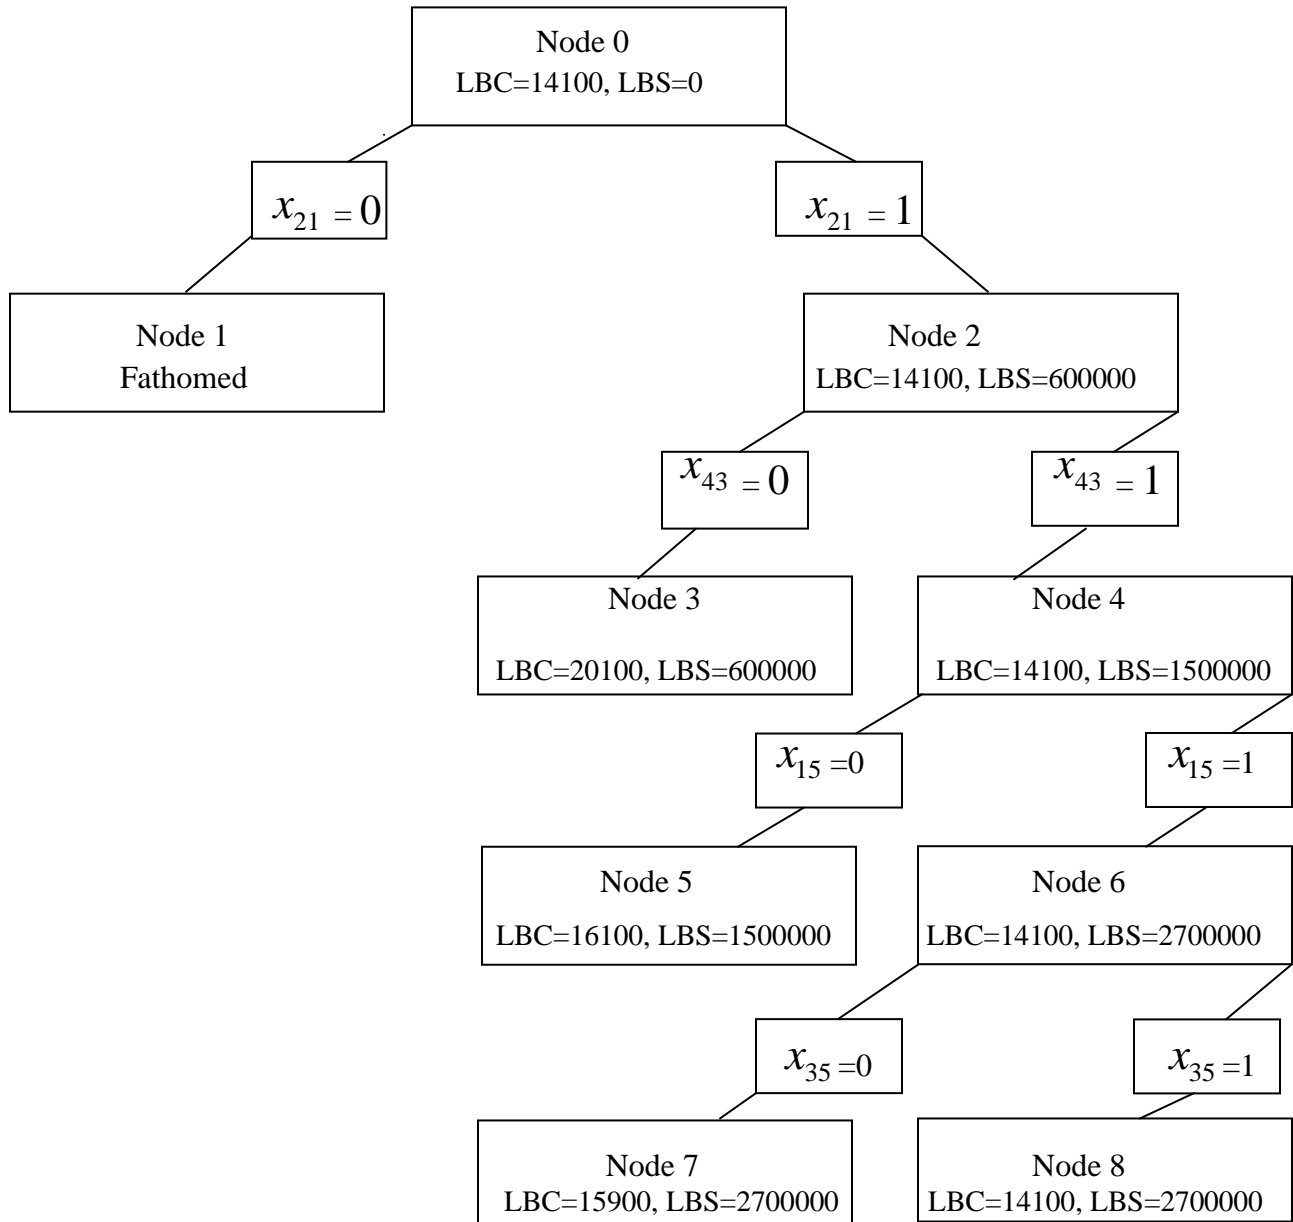 Node 0
LBC=14100, LBS=0
x₂₁ = 0
x₂₁ = 1
Node 1
Fathomed
Node 2
LBC=14100, LBS=600000
x₄₃ = 0
x₄₃ = 1
Node 3
LBC=20100, LBS=600000
Node 4
LBC=14100, LBS=1500000
x₁₅ =0
x₁₅ =1
Node 5
LBC=16100, LBS=1500000
Node 6
LBC=14100, LBS=2700000
x₃₅ =0
x₃₅ =1
Node 7
LBC=15900, LBS=2700000
Node 8
LBC=14100, LBS=2700000